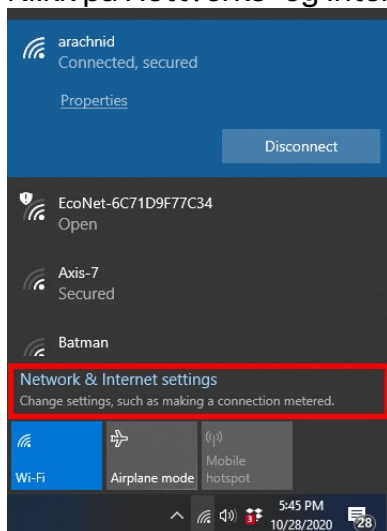 arachnid
Connected, secured
Properties
Disconnect
EcoNet-6C71D9F77C34
Open
Axis-7
Secured
Batman
Network & Internet settings
Change settings, such as making a connection metered.
Wi-Fi
Airplane mode
Mobile hotspot
5:45 PM
10/28/2020
28